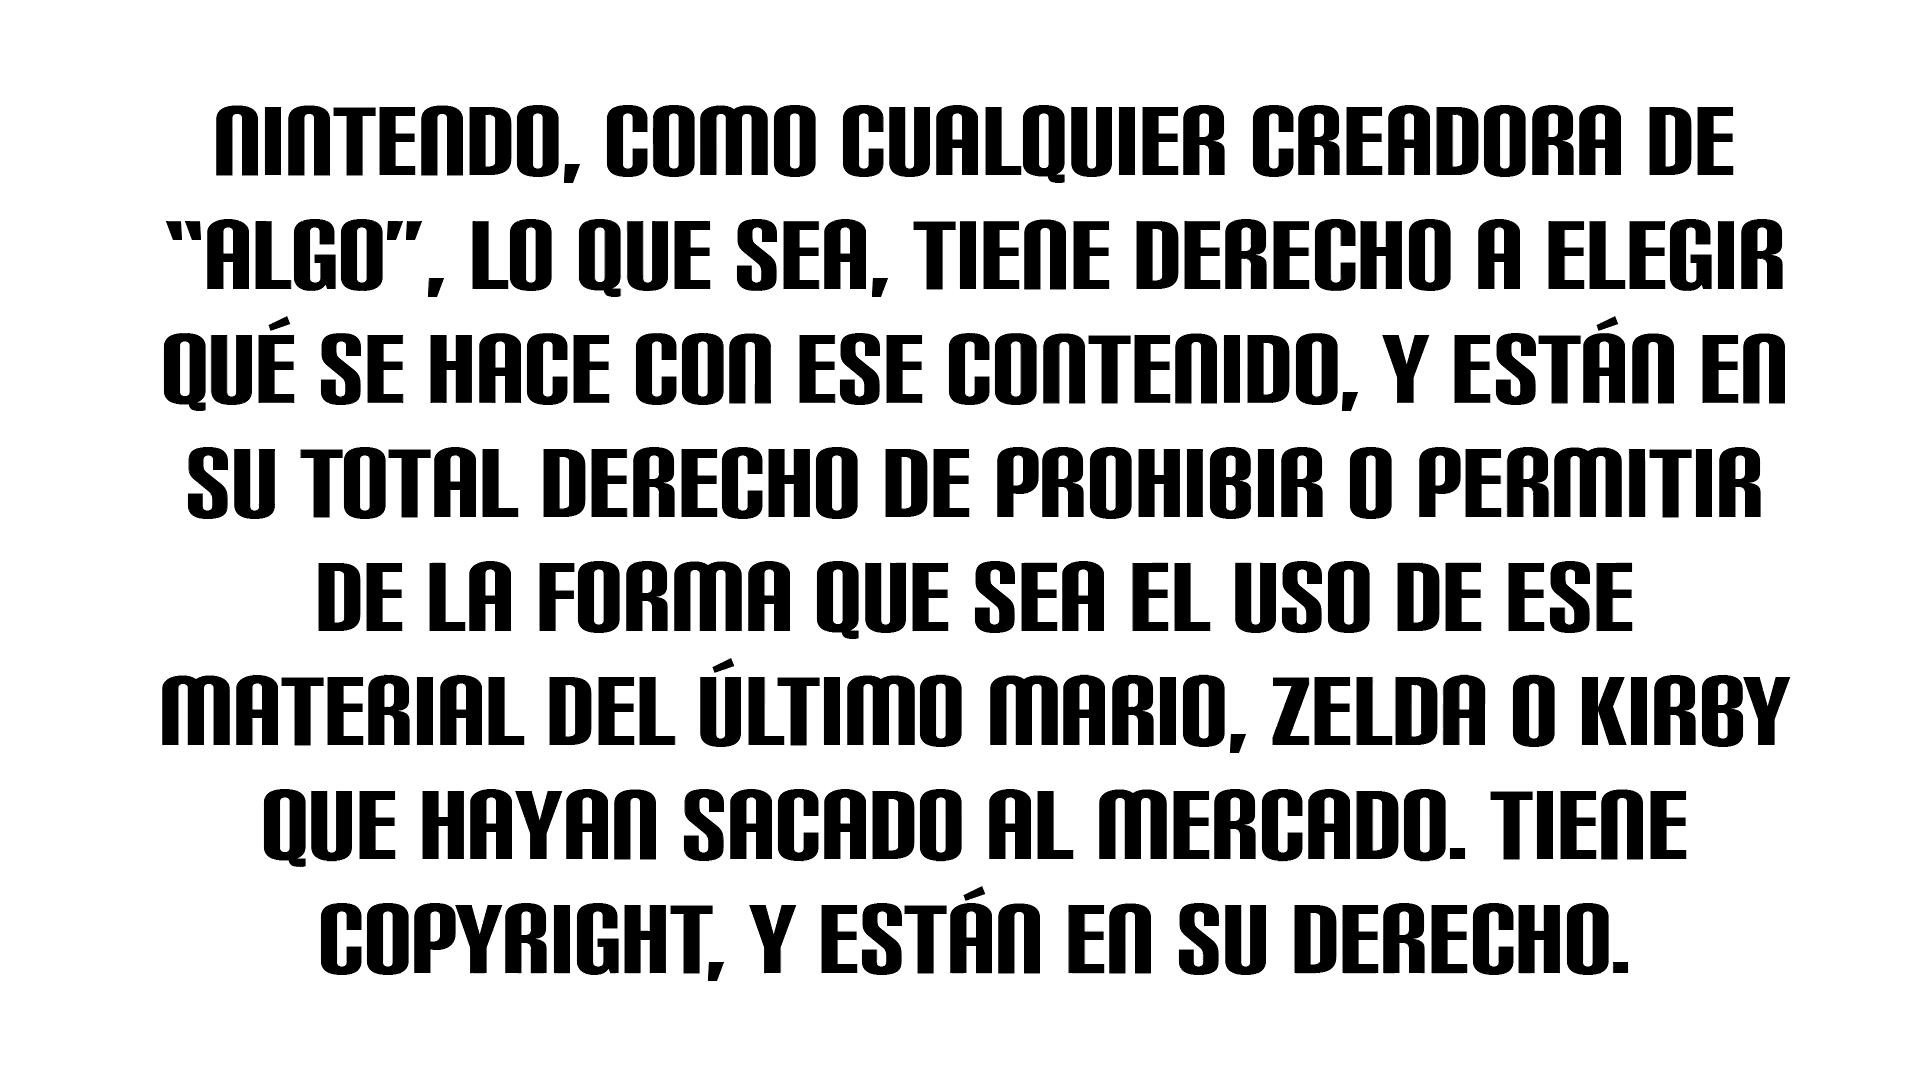 NINTENDO, COMO CUALQUIER CREADORA DE
“ALGO”, LO QUE SEA, TIENE DERECHO A ELEGIR
QUÉ SE HACE CON ESE CONTENIDO, Y ESTÁN EN
SU TOTAL DERECHO DE PROHIBIR O PERMITIR
DE LA FORMA QUE SEA EL USO DE ESE
MATERIAL DEL ÚLTIMO MARIO, ZELDA O KIRBY
QUE HAYAN SACADO AL MERCADO. TIENE
COPYRIGHT, Y ESTÁN EN SU DERECHO.